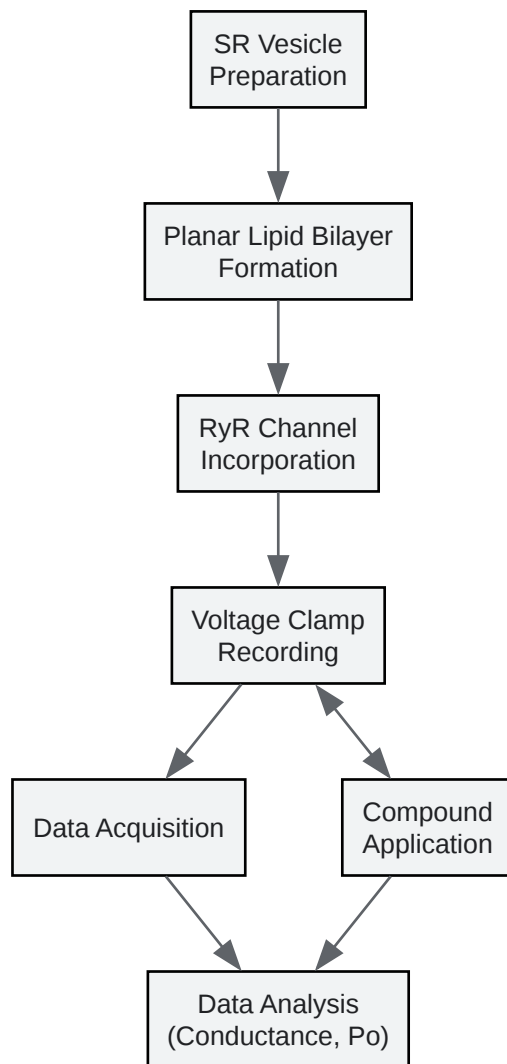 SR Vesicle
Preparation
Planar Lipid Bilayer
Formation
RyR Channel
Incorporation
Voltage Clamp
Recording
Data Acquisition
Compound
Application
Data Analysis
(Conductance, Po)